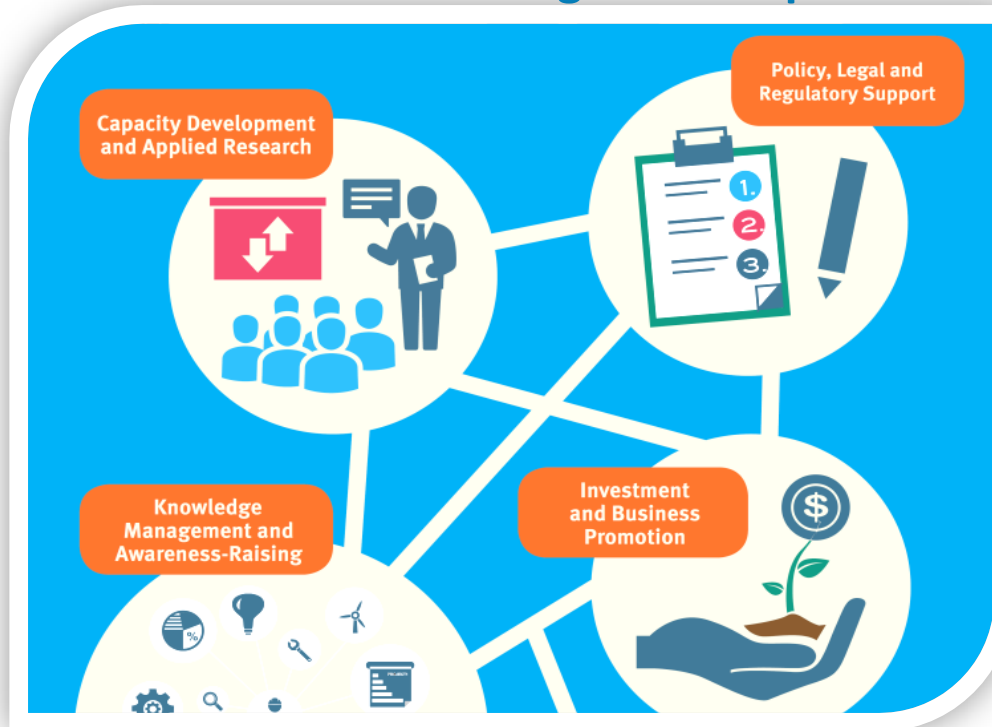 Capacity Development
and Applied Research
Policy, Legal and
Regulatory Support
1.
2.
3.
Knowledge
Management and
Awareness-Raising
Investment
and Business
Promotion
$
%